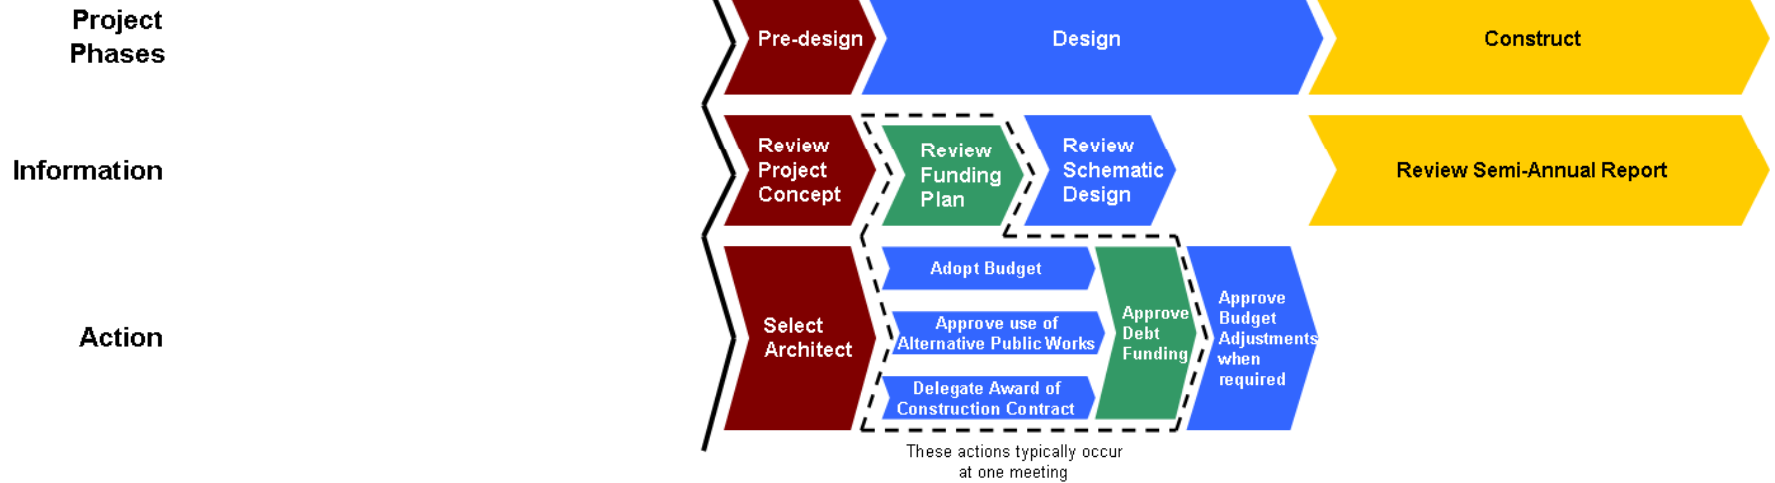 Project
Phases
Pre-design
Design
Construct
Information
Review
Project
Concept
Review
Funding
Plan
Review
Schematic
Design
Review Semi-Annual Report
Action
Select
Architect
Adopt Budget
Approve use of
Alternative Public Works
Delegate Award of
Construction Contract
Approve
Debt
Funding
Approve
Budget
Adjustments
when
required
These actions typically occur
at one meeting